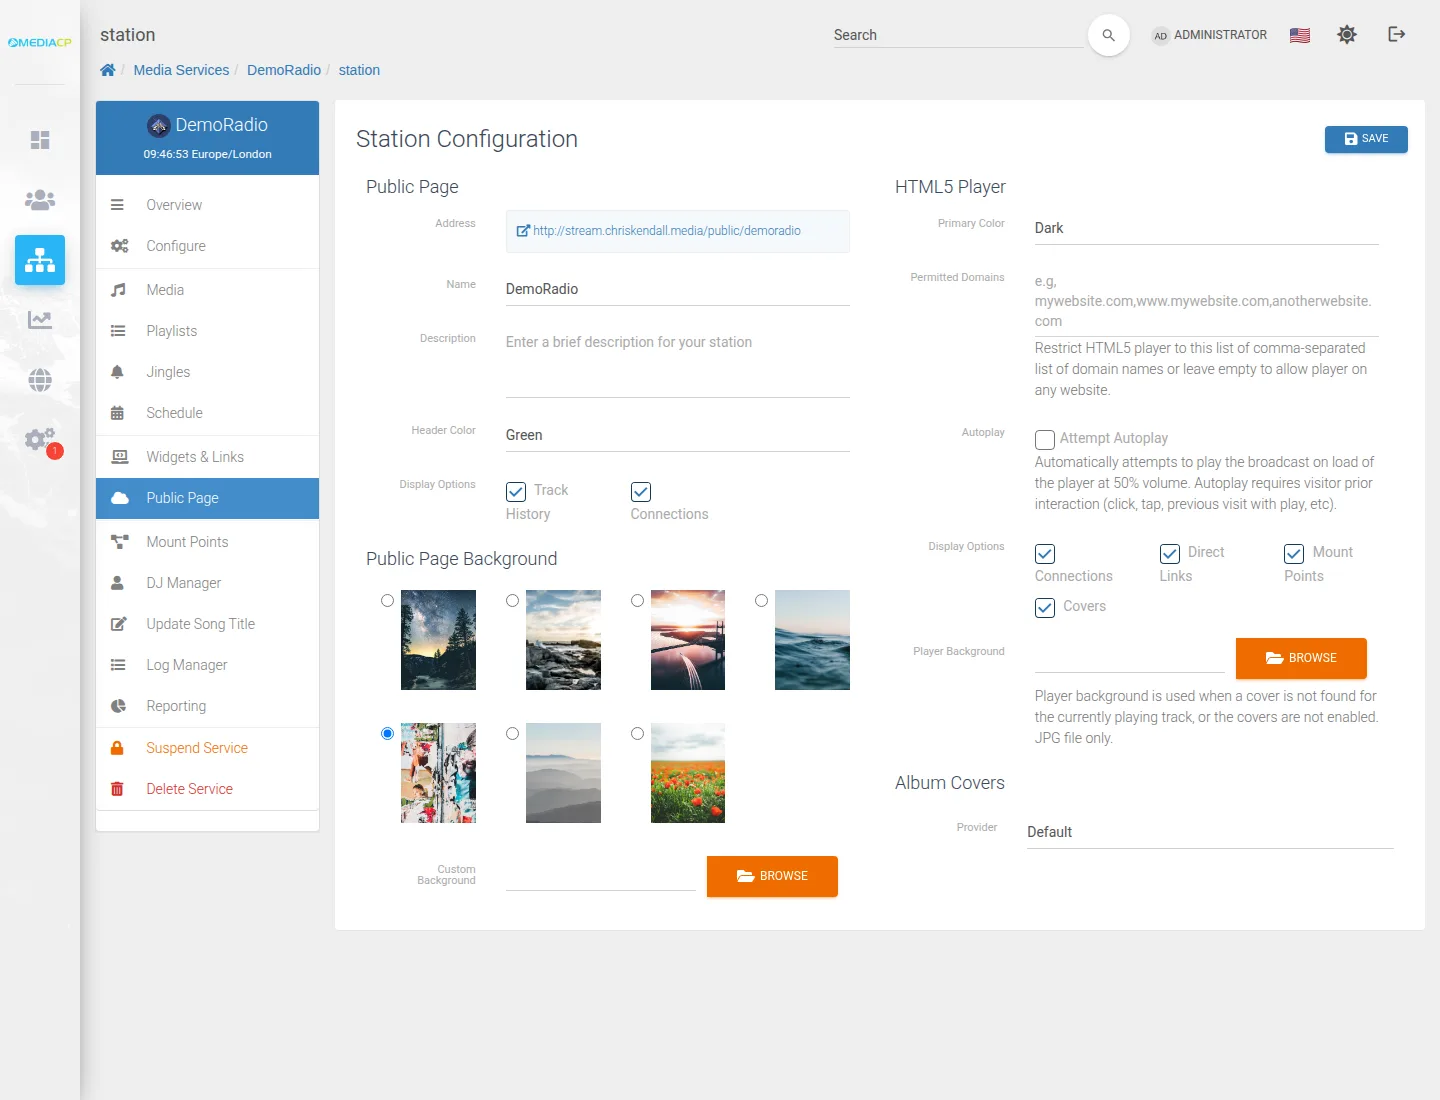 MEDIACP
station
Search
AD ADMINISTRATOR
/ Media Services / DemoRadio / station
DemoRadio
09:46:53 Europe/London
Overview
Configure
Media
Playlists
Jingles
Schedule
Widgets & Links
Public Page
Mount Points
DJ Manager
Update Song Title
Log Manager
Reporting
Suspend Service
Delete Service
1
Station Configuration
SAVE
Public Page
Address
http://stream.chriskendall.media/public/demoradio
Name
DemoRadio
Description
Enter a brief description for your station
Header Color
Green
Display Options
Track
History
Connections
Public Page Background
Custom
Background
BROWSE
HTML5 Player
Primary Color
Dark
Permitted Domains
e.g,
mywebsite.com,www.mywebsite.com,anotherwebsite.
com
Restrict HTML5 player to this list of comma-separated
list of domain names or leave empty to allow player on
any website.
Autoplay
Attempt Autoplay
Automatically attempts to play the broadcast on load of
the player at 50% volume. Autoplay requires visitor prior
interaction (click, tap, previous visit with play, etc).
Display Options
Connections
Direct
Links
Mount
Points
Covers
Player Background
BROWSE
Player background is used when a cover is not found for
the currently playing track, or the covers are not enabled.
JPG file only.
Album Covers
Provider
Default